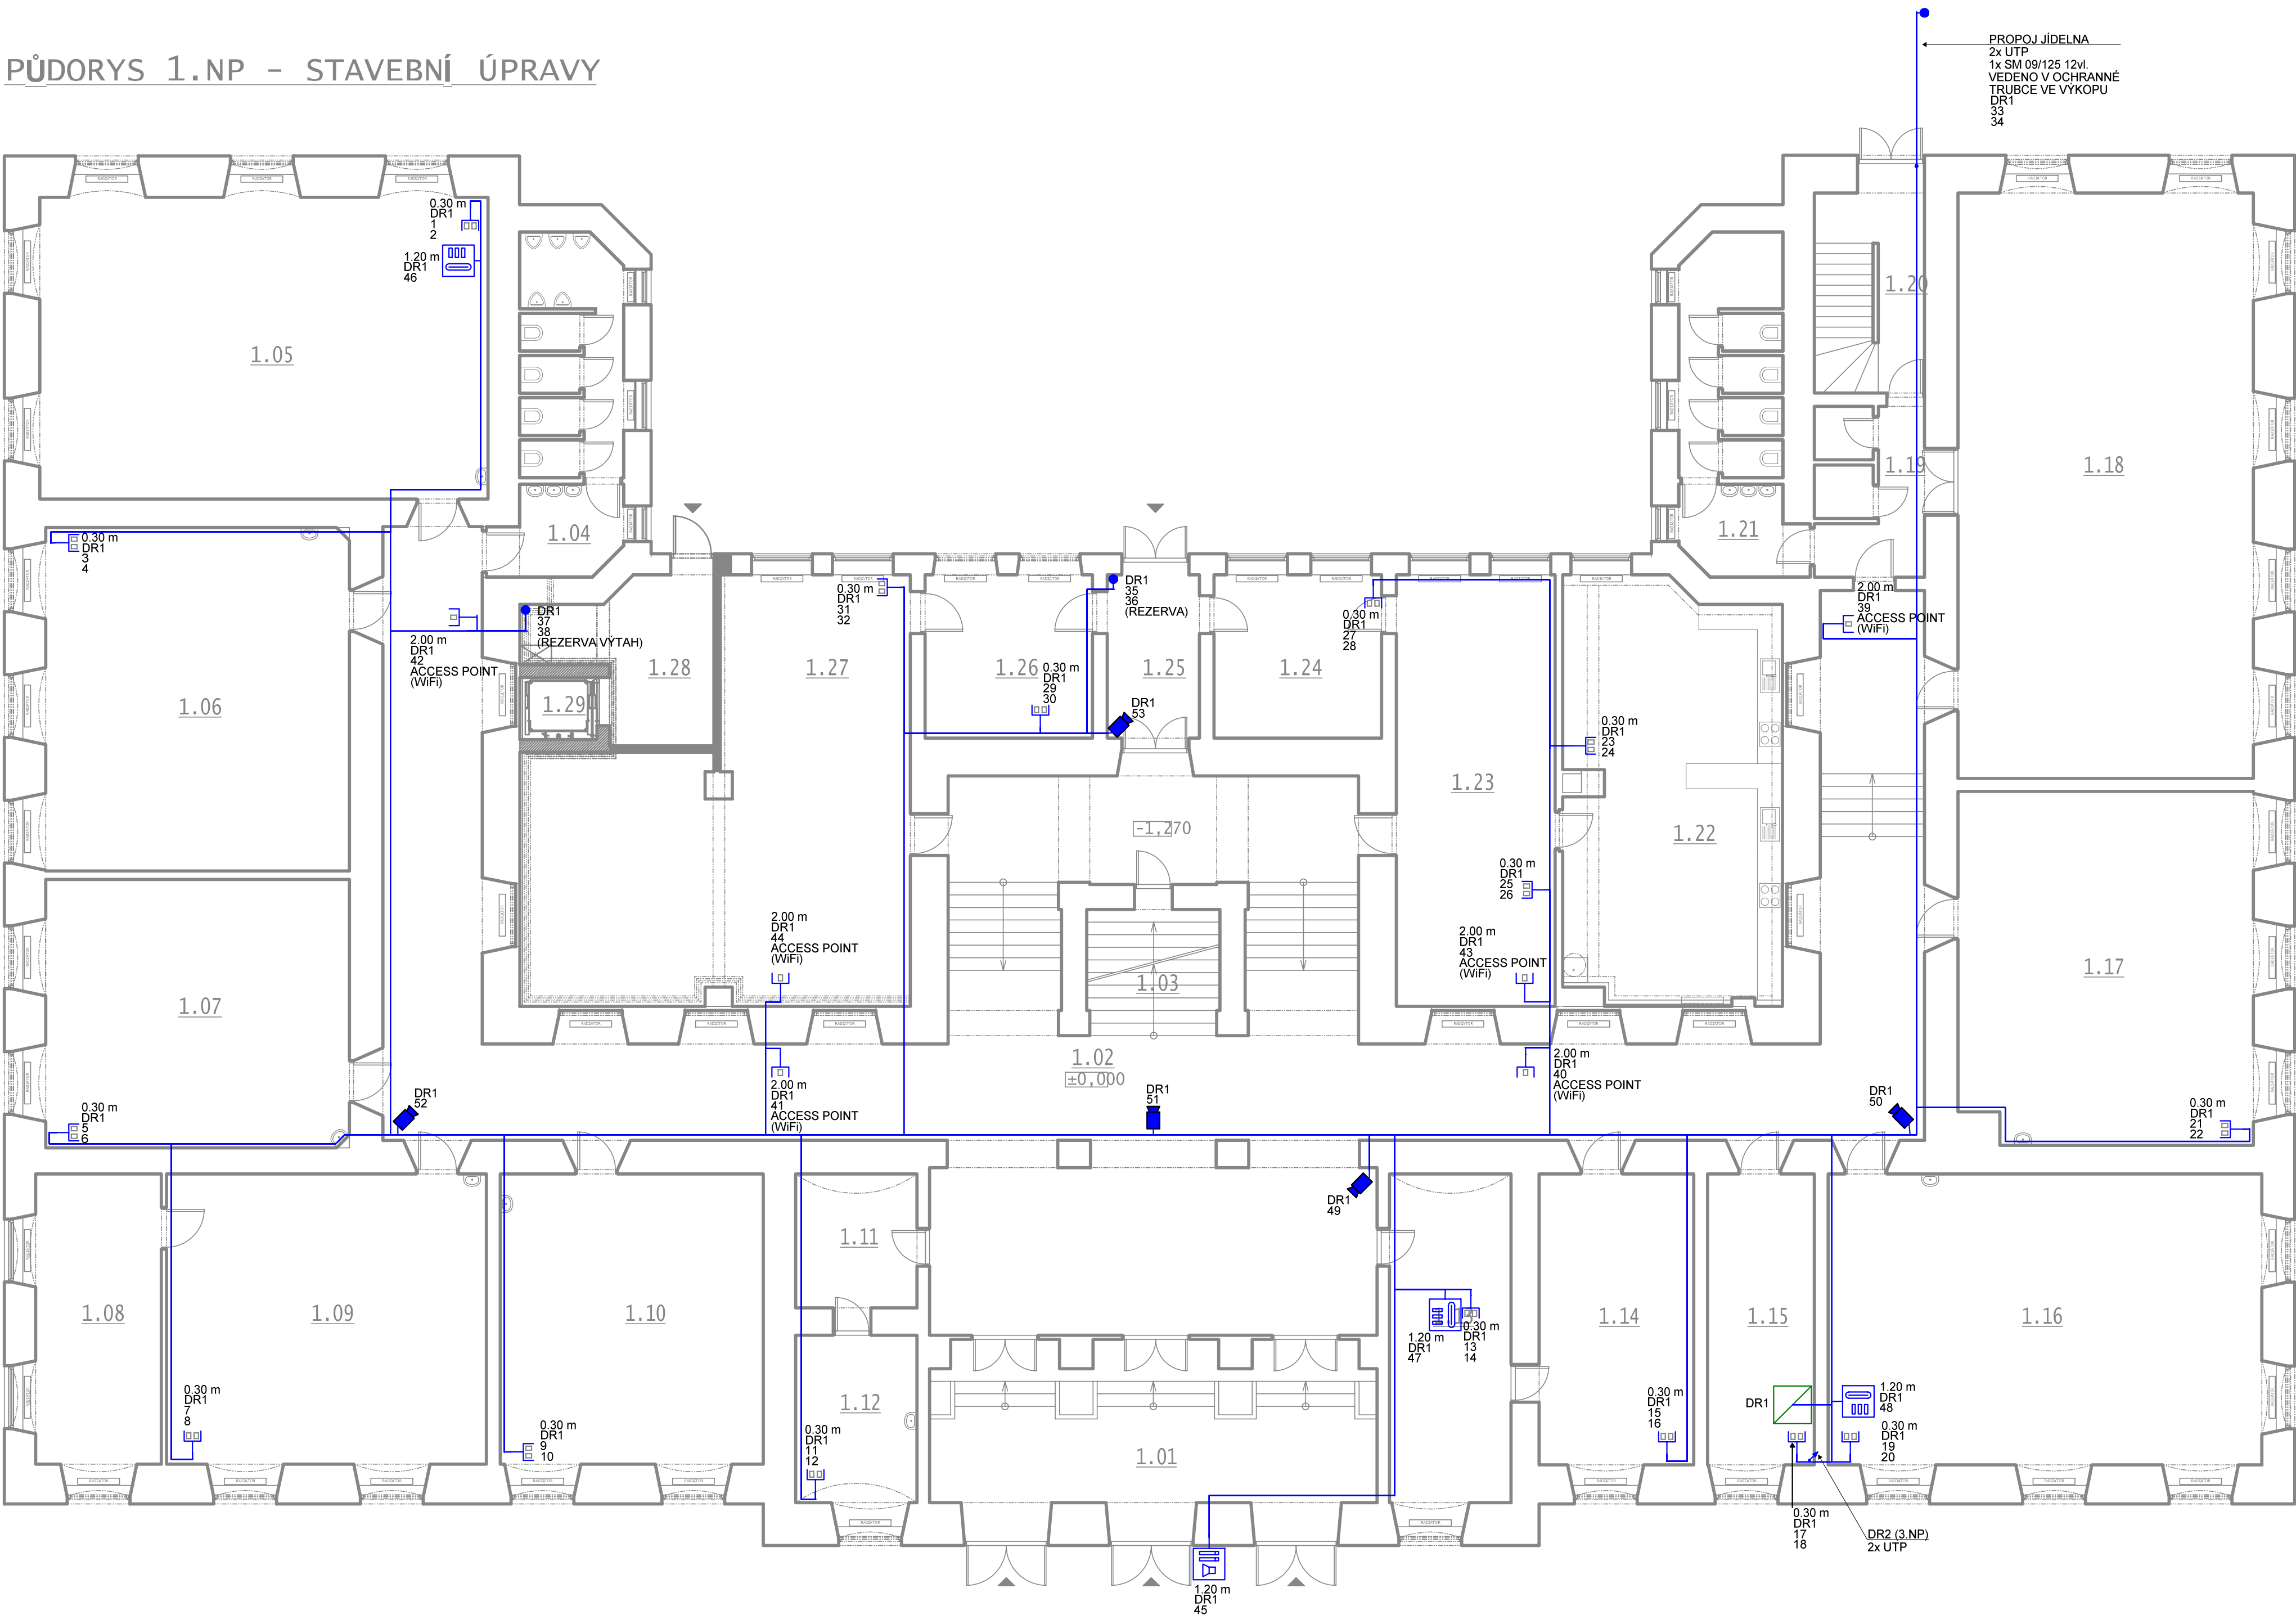 PŮDORYS 1.NP - STAVEBNÍ ÚPRAVY
PROPOJ JÍDELNA
2x UTP
1x SM 09/125 12vl.
VEDENO V OCHRANNÉ
TRUBCE VE VÝKOPU
DR1
33
34
RADIÁTOR
RADIÁTOR
RADIÁTOR
RADIÁTOR
RADIÁTOR
0.30 m
DR1
1
2
1.20 m
DR1
46
1.05
1.20
1.18
1.19
0.30 m
DR1
3
4
1.04
1.21
DR1
37
38
(REZERVA VÝTAH)
2.00 m
DR1
42
ACCESS POINT
(WiFi)
0.30 m
DR1
31
32
DR1
35
36
(REZERVA)
0.30 m
DR1
27
28
2.00 m
DR1
39
ACCESS POINT
(WiFi)
1.28
1.27
1.26
0.30 m
DR1
29
30
1.25
1.24
1.29
1.06
DR1
53
0.30 m
DR1
23
24
1.23
1.22
-1,270
0.30 m
DR1
25
26
2.00 m
DR1
44
ACCESS POINT
(WiFi)
2.00 m
DR1
43
ACCESS POINT
(WiFi)
1.03
1.07
1.17
1.02
±0,000
2.00 m
DR1
41
ACCESS POINT
(WiFi)
2.00 m
DR1
40
ACCESS POINT
(WiFi)
0.30 m
DR1
5
6
DR1
52
DR1
51
DR1
50
0.30 m
DR1
21
22
DR1
49
1.11
1.08
1.09
1.10
1.12
1.14
1.15
1.16
0.30 m
DR1
7
8
0.30 m
DR1
9
10
0.30 m
DR1
11
12
1.20 m
DR1
47
0.30 m
DR1
13
14
0.30 m
DR1
15
16
DR1
1.20 m
DR1
48
0.30 m
DR1
19
20
1.01
0.30 m
DR1
17
18
DR2 (3.NP)
2x UTP
1.20 m
DR1
45